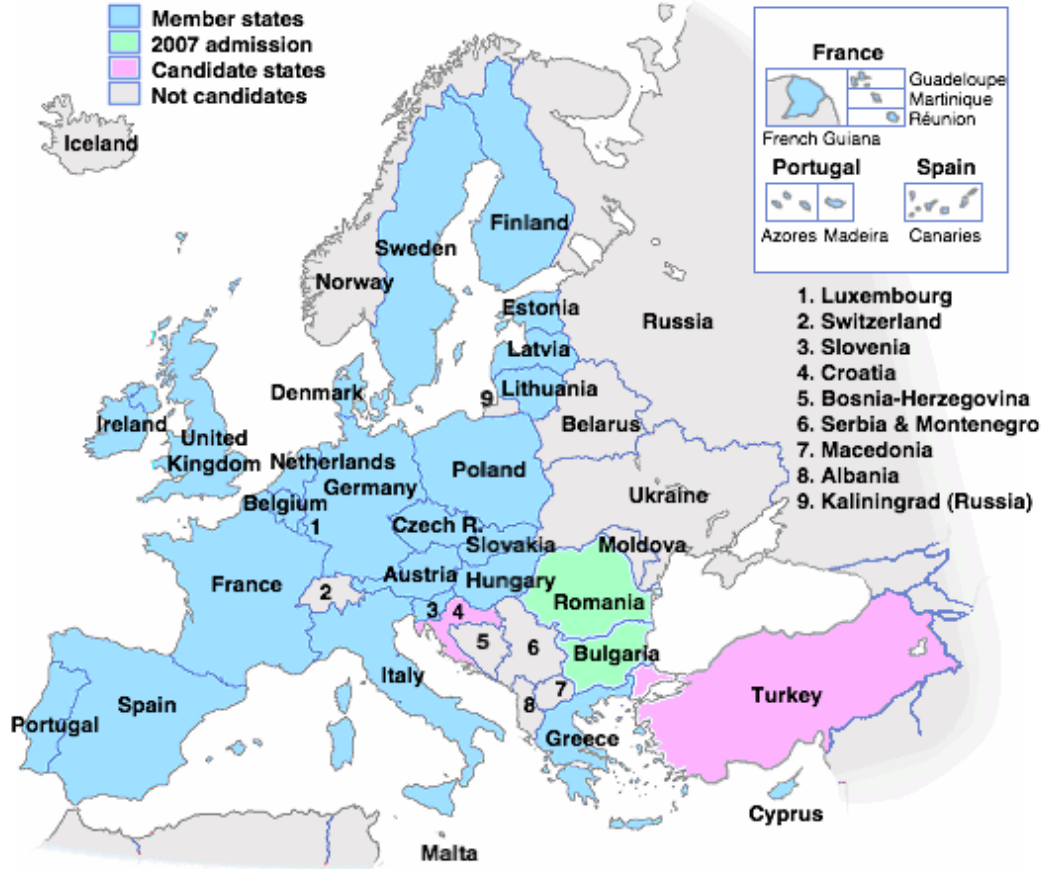 Member states
2007 admission
Candidate states
Not candidates
France
Guadeloupe
Martinique
Réunion
French Guiana
Portugal
Spain
Azores Madeira
Canaries
1. Luxembourg
2. Switzerland
3. Slovenia
4. Croatia
5. Bosnia-Herzegovina
6. Serbia & Montenegro
7. Macedonia
8. Albania
9. Kaliningrad (Russia)
Iceland
Finland
Sweden
Norway
Estonia
Russia
Latvia
Denmark
Lithuania
9
Ireland
Belarus
United
Kingdom
Netherlands
Poland
Germany
Ukraine
Belgium
1
Czech R.
Slovakia
Moldova
France
Austria
Hungary
2
Romania
3
4
5
6
Bulgaria
Italy
7
Turkey
Spain
8
Portugal
Greece
Cyprus
Malta